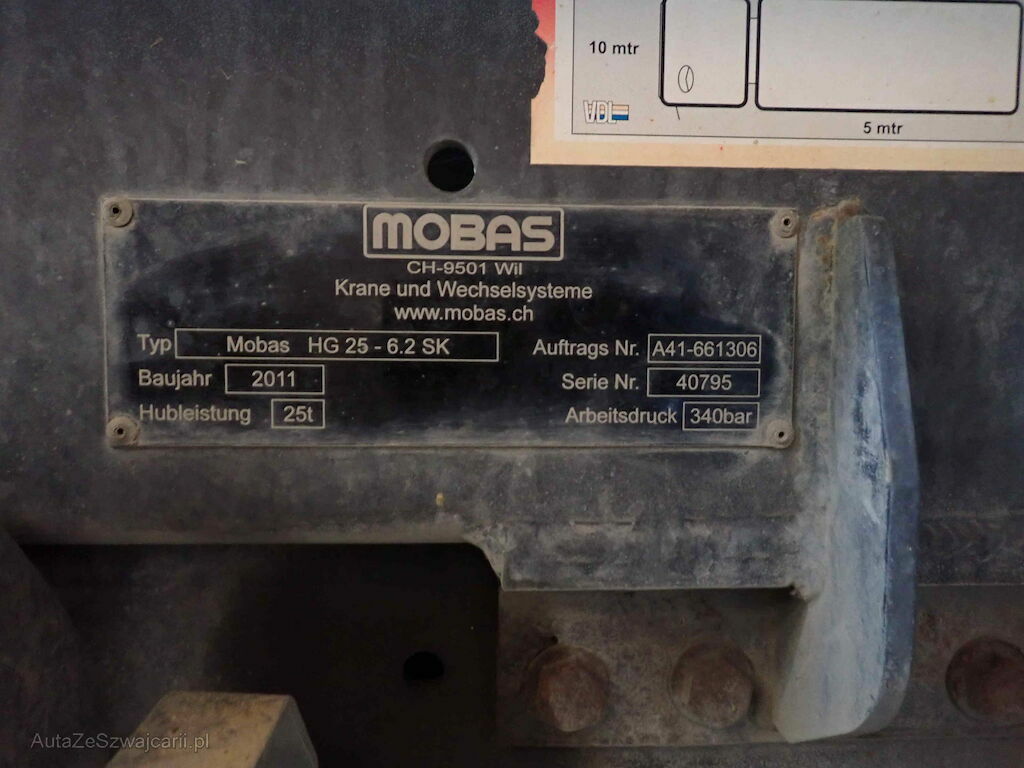 10 mtr
VDL
5 mtr
MOBAS
CH-9501 Wil
Krane und Wechselsysteme
www.mobas.ch
Typ Mobas HG 25 - 6.2 SK
Auftrags Nr. A41-661306
Baujahr 2011
Serie Nr. 40795
Hubleistung 25t
Arbeitsdruck 340bar
AutaZeSzwajcarii.pl